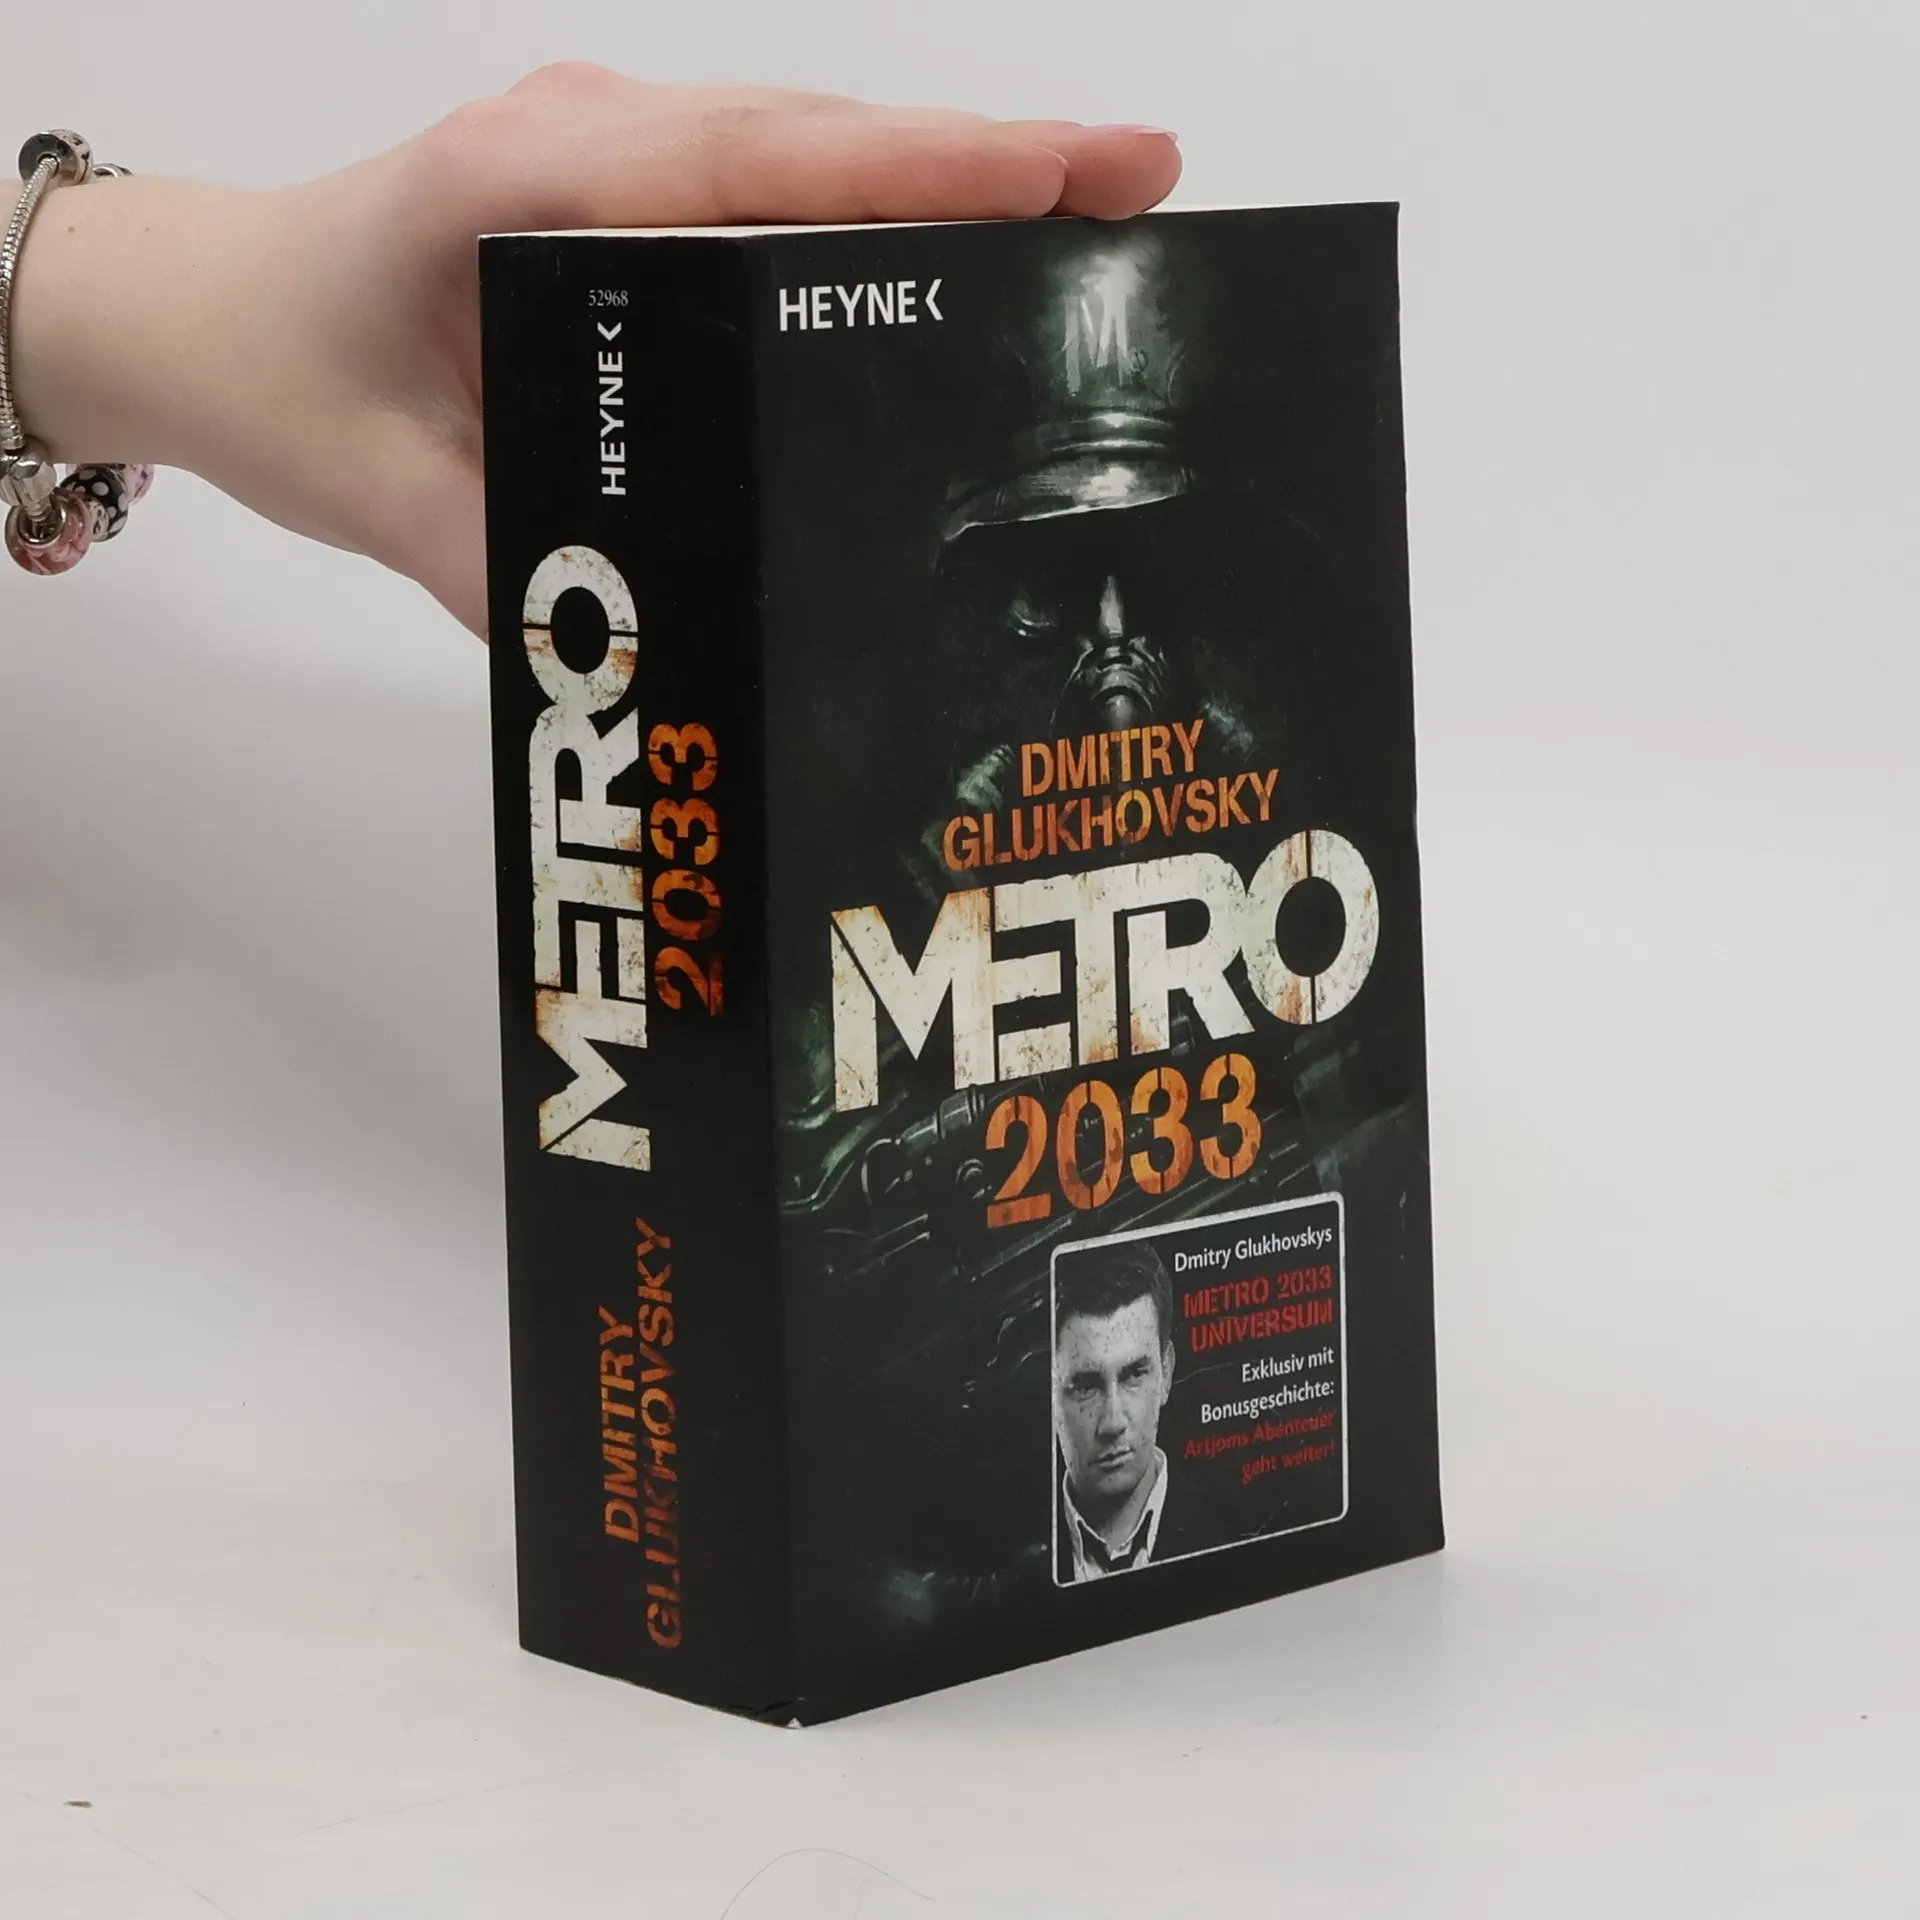 52968
HEYNE<
METRO
2033
DMITRY
GLUKHOVSKY
HEYNE<
M
DMITRY
GLUKHOVSKY
METRO
2033
Dmitry Glukhovskys
METRO 2033
UNIVERSUM
Exklusiv mit
Bonusgeschichte:
Artjoms Abenteuer
geht weiter!